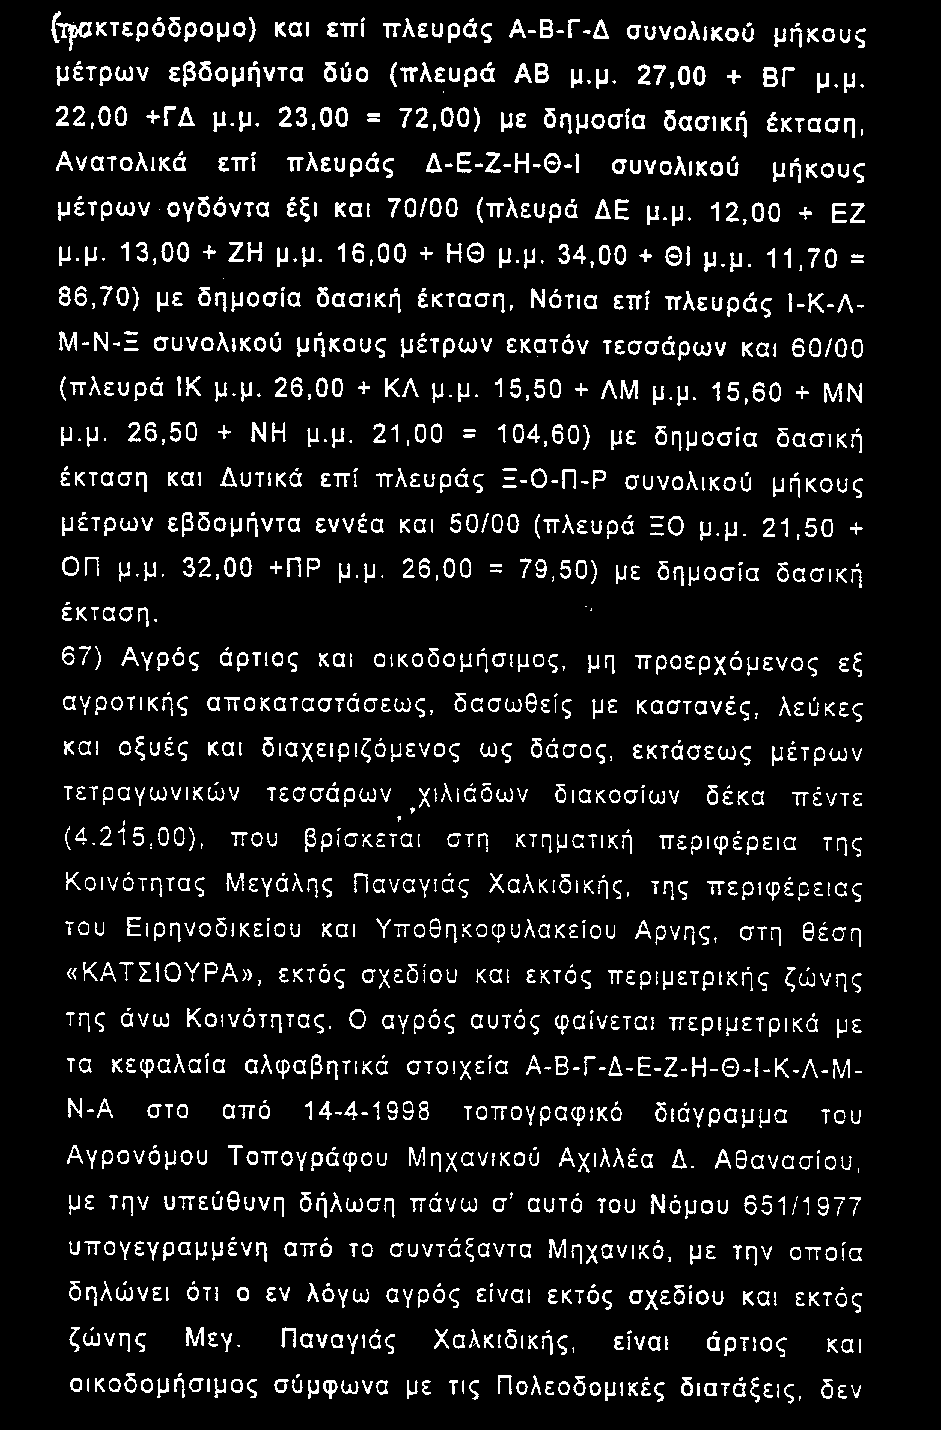 (τρακτερόδρομο) και επί πλευράς Α-Β-Γ-Δ συνολικού μήκους
μέτρων εβδομήντα δύο (πλευρά ΑΒ μ.μ. 27,00 + ΒΓ μ.μ.
22,00 +ΓΔ μ.μ. 23,00 = 72,00) με δημοσία δασική έκταση,
Ανατολικά επί πλευράς Δ-Ε-Ζ-Η-Θ-Ι συνολικού μήκους
μέτρων ογδόντα έξι και 70/00 (πλευρά ΔΕ μ.μ. 12,00 + ΕΖ
μ.μ. 13,00 + ΖΗ μ.μ. 16,00 + ΗΘ μ.μ. 34,00 + ΘΙ μ.μ. 11,70 =
86,70) με δημοσία δασική έκταση, Νότια επί πλευράς Ι-Κ-Λ-
Μ-Ν-Ξ συνολικού μήκους μέτρων εκατόν τεσσάρων και 60/00
(πλευρά ΙΚ μ.μ. 26,00 + ΚΛ μ.μ. 15,50 + ΛΜ μ.μ. 15,60 + ΜΝ
μ.μ. 26,50 + ΝΗ μ.μ. 21,00 = 104,60) με δημοσία δασική
έκταση και Δυτικά επί πλευράς Ξ-Ο-Π-Ρ συνολικού μήκους
μέτρων εβδομήντα εννέα και 50/00 (πλευρά ΞΟ μ.μ. 21,50 +
ΟΠ μ.μ. 32,00 +ΠΡ μ.μ. 26,00 = 79,50) με δημοσία δασική
έκταση.
67) Αγρός άρτιος και οικοδομήσιμος, μη προερχόμενος εξ
αγροτικής αποκαταστάσεως, δασωθείς με καστανές, λεύκες
και οξυές και διαχειριζόμενος ως δάσος, εκτάσεως μέτρων
τετραγωνικών τεσσάρων χιλιάδων διακοσίων δέκα πέντε
(4.215,00), που βρίσκεται στη κτηματική περιφέρεια της
Κοινότητας Μεγάλης Παναγιάς Χαλκιδικής, της περιφέρειας
του Ειρηνοδικείου και Υποθηκοφυλακείου Αρνης, στη θέση
«ΚΑΤΣΙΟΥΡΑ», εκτός σχεδίου και εκτός περιμετρικής ζώνης
της άνω Κοινότητας. Ο αγρός αυτός φαίνεται περιμετρικά με
τα κεφαλαία αλφαβητικά στοιχεία Α-Β-Γ-Δ-Ε-Ζ-Η-Θ-Ι-Κ-Λ-Μ-
Ν-Α στο από 14-4-1998 τοπογραφικό διάγραμμα του
Αγρονόμου Τοπογράφου Μηχανικού Αχιλλέα Δ. Αθανασίου,
με την υπεύθυνη δήλωση πάνω σ' αυτό του Νόμου 651/1977
υπογεγραμμένη από το συντάξαντα Μηχανικό, με την οποία
δηλώνει ότι ο εν λόγω αγρός είναι εκτός σχεδίου και εκτός
ζώνης Μεγ. Παναγιάς Χαλκιδικής, είναι άρτιος και
οικοδομήσιμος σύμφωνα με τις Πολεοδομικές διατάξεις, δεν